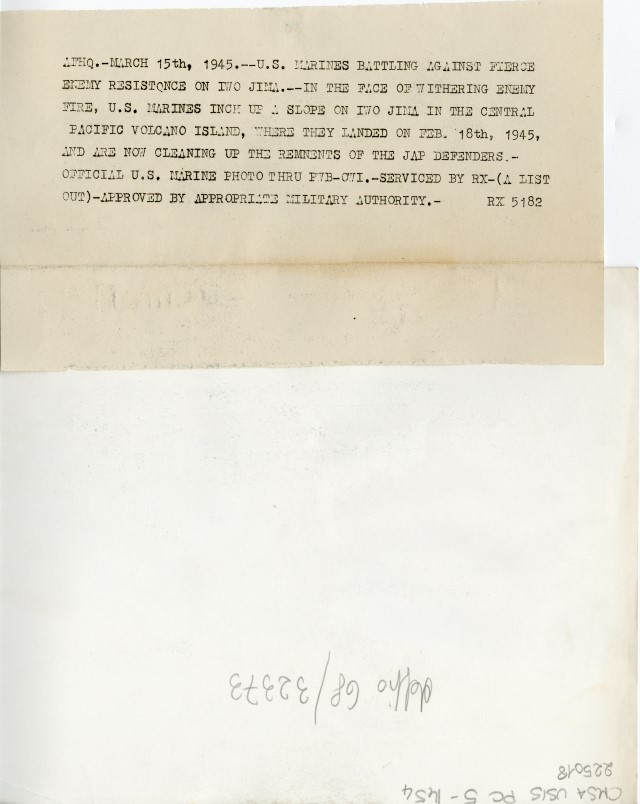 AFHQ.-MARCH 15th, 1945.--U.S. MARINES BATTLING AGAINST FIERCE
ENEMY RESISTQNCE ON IWO JIMA.--IN THE FACE OF WITHERING ENEMY
FIRE, U.S. MARINES INCH UP A SLOPE ON IWO JIMA IN THE CENTRAL
PACIFIC VOLCANO ISLAND, WHERE THEY LANDED ON FEB. 18th, 1945,
AND ARE NOW CLEANING UP THE REMNENTS OF THE JAP DEFENDERS.-
OFFICIAL U.S. MARINE PHOTO THRU PWB-OWI.-SERVICED BY RX-(A LIST
OUT)-APPROVED BY APPROPRIATE MILITARY AUTHORITY.- RX 5182
68/32373
USIS PC 5-1454
225018